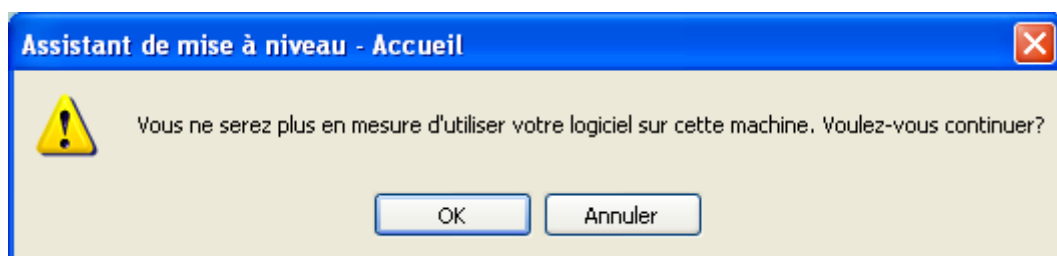 Assistant de mise à niveau - Accueil
Vous ne serez plus en mesure d'utiliser votre logiciel sur cette machine. Voulez-vous continuer?
OK Annuler